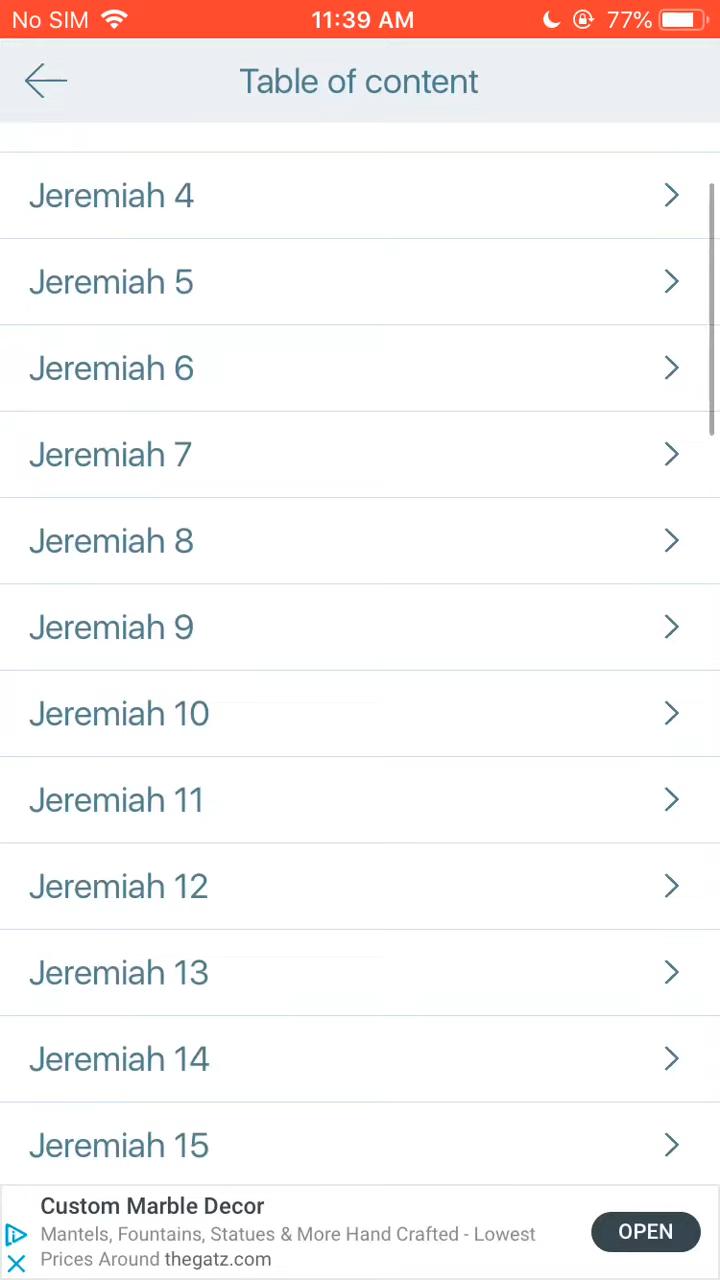 No SIM 11:39 AM 77%
Table of content
Jeremiah 4
Jeremiah 5
Jeremiah 6
Jeremiah 7
Jeremiah 8
Jeremiah 9
Jeremiah 10
Jeremiah 11
Jeremiah 12
Jeremiah 13
Jeremiah 14
Jeremiah 15
Custom Marble Decor
Mantels, Fountains, Statues & More Hand Crafted - Lowest
Prices Around thegatz.com
OPEN